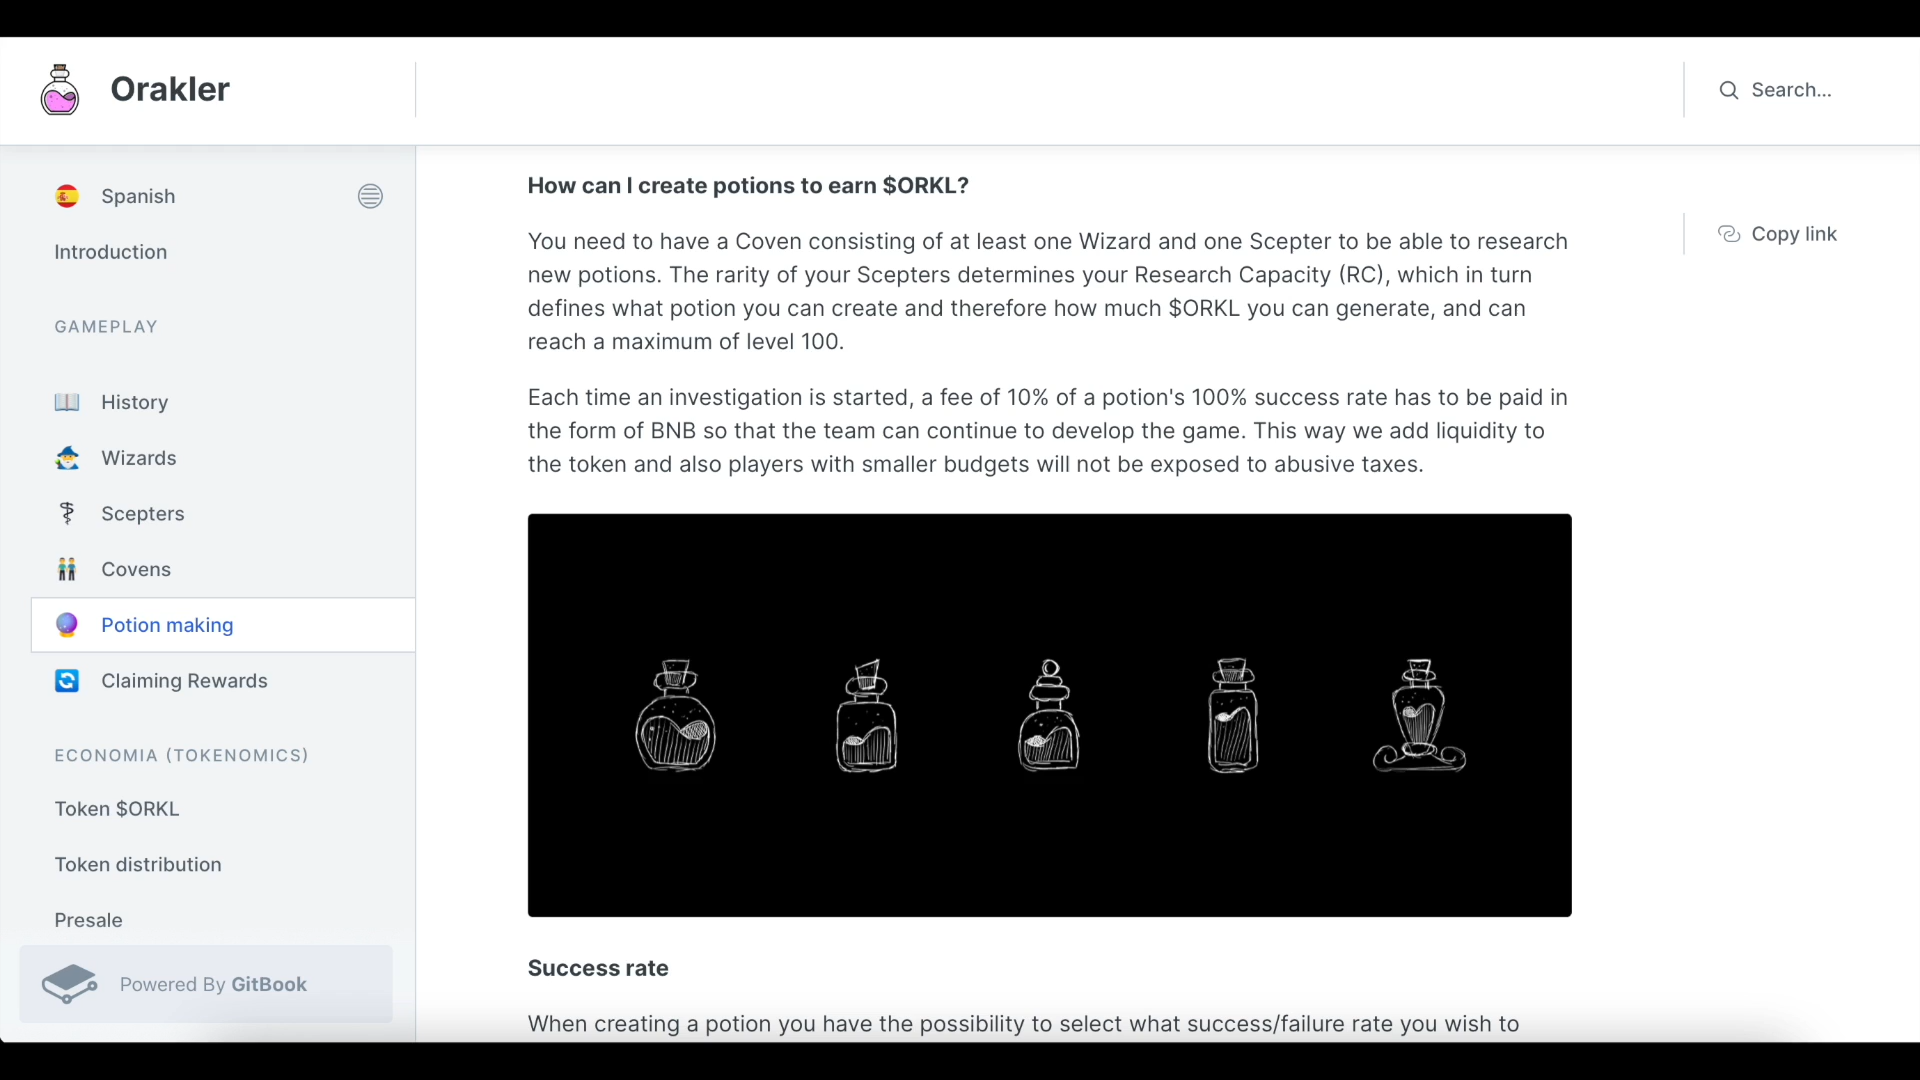 Orakler
Search...
Spanish
Introduction
GAMEPLAY
History
Wizards
Scepters
Covens
Potion making
Claiming Rewards
ECONOMIA (TOKENOMICS)
Token $ORKL
Token distribution
Presale
Powered By GitBook
How can I create potions to earn $ORKL?
You need to have a Coven consisting of at least one Wizard and one Scepter to be able to research
new potions. The rarity of your Scepters determines your Research Capacity (RC), which in turn
defines what potion you can create and therefore how much $ORKL you can generate, and can
reach a maximum of level 100.
Each time an investigation is started, a fee of 10% of a potion's 100% success rate has to be paid in
the form of BNB so that the team can continue to develop the game. This way we add liquidity to
the token and also players with smaller budgets will not be exposed to abusive taxes.
Success rate
When creating a potion you have the possibility to select what success/failure rate you wish to
Copy link